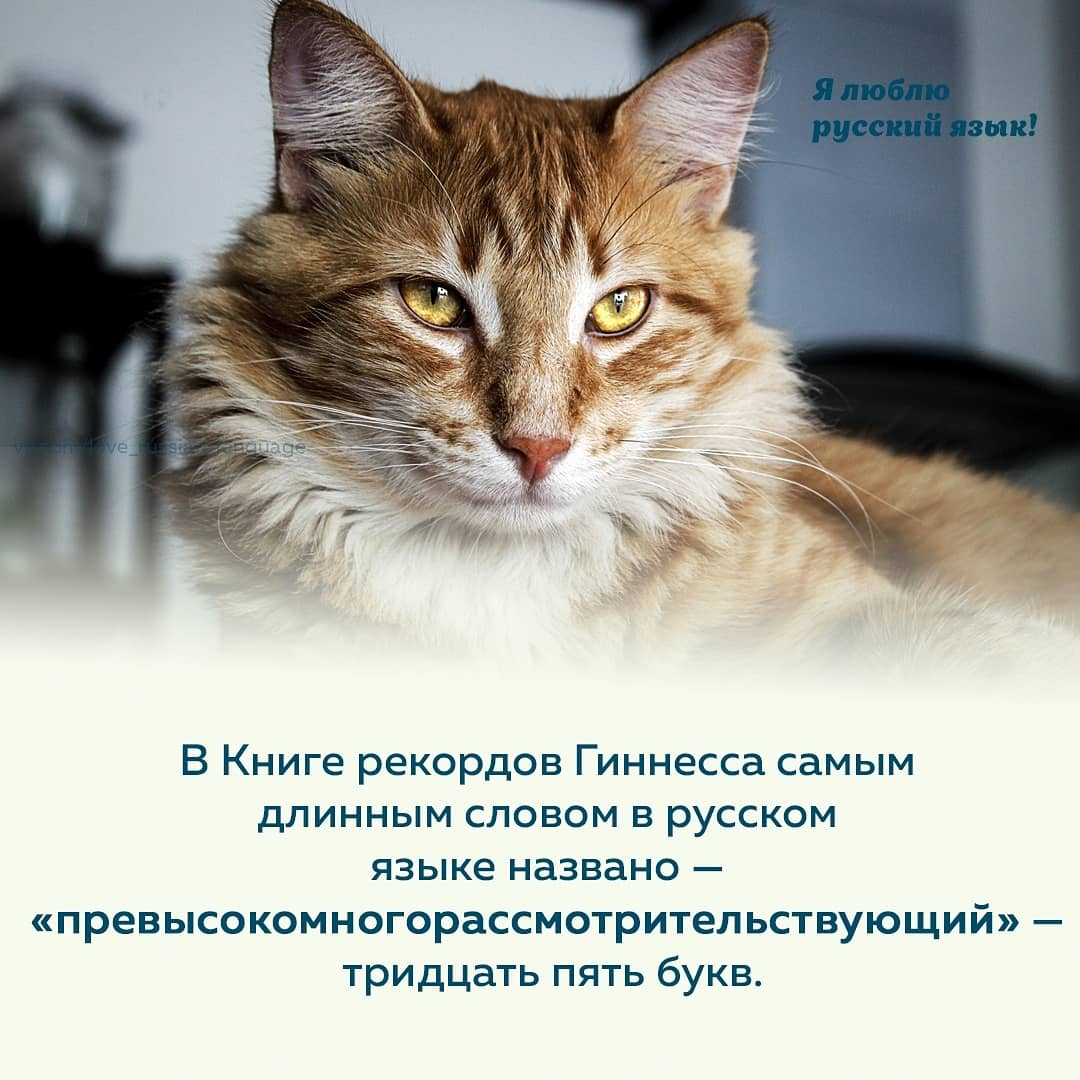 Я люблю
русский язык!
В Книге рекордов Гиннесса самым
длинным словом в русском
языке названо —
«превысокомногорассмотрительствующий» —
тридцать пять букв.